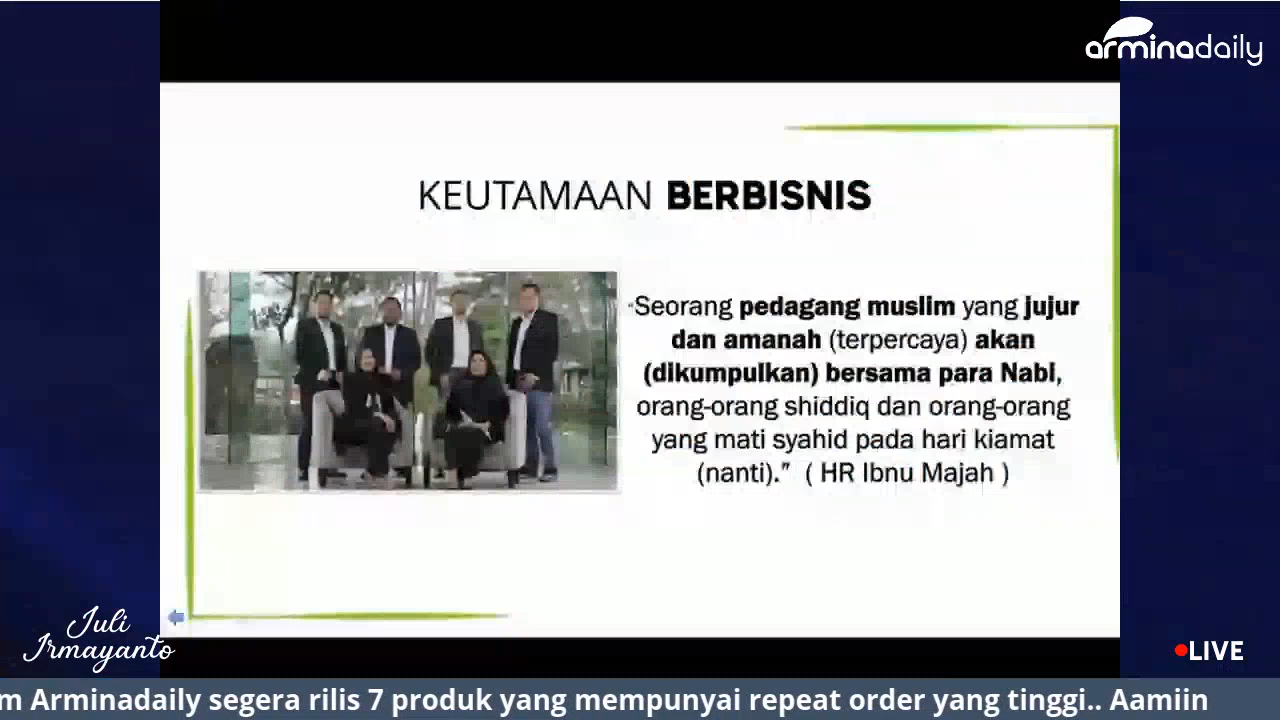 arminadaily
KEUTAMAAN BERBISNIS
"Seorang pedagang muslim yang jujur
dan amanah (terpercaya) akan
(dikumpulkan) bersama para Nabi,
orang-orang shiddiq dan orang-orang
yang mati syahid pada hari kiamat
(nanti).” ( HR Ibnu Majah )
Juli
Irmayanto
LIVE
m Arminadaily segera rilis 7 produk yang mempunyai repeat order yang tinggi.. Aamiin